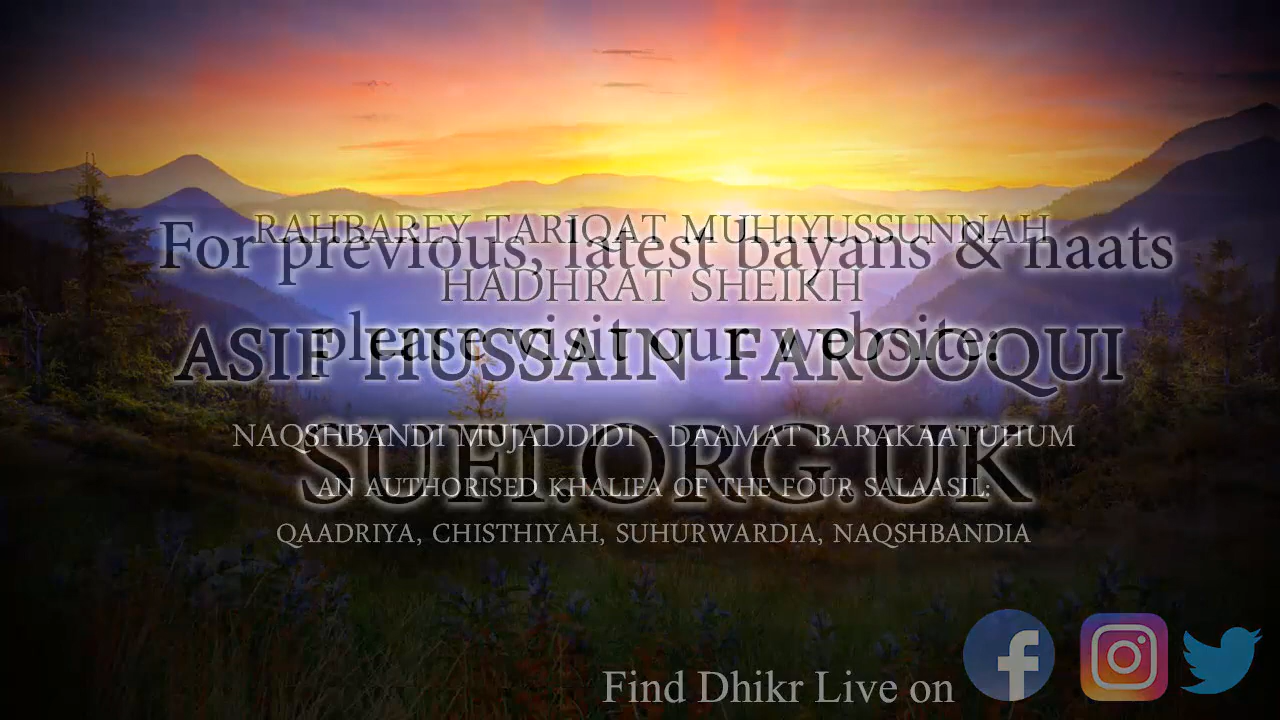 RAHBAREY TARIQAT MUHIYUSSUNNAH
For previous, latest bayans & naats
HADHRAT SHEIKH
please visit our website:
ASIF HUSSAIN FAROOQUI
NAQSHBANDI MUJADDIDI - DAAMAT BARAKAATUHUM
SUFI.ORG.UK
AN AUTHORISED KHALIFA OF THE FOUR SALAASIL:
QAADRIYA, CHISTHIYAH, SUHURWARDIA, NAQSHBANDIA
Find Dhikr Live on